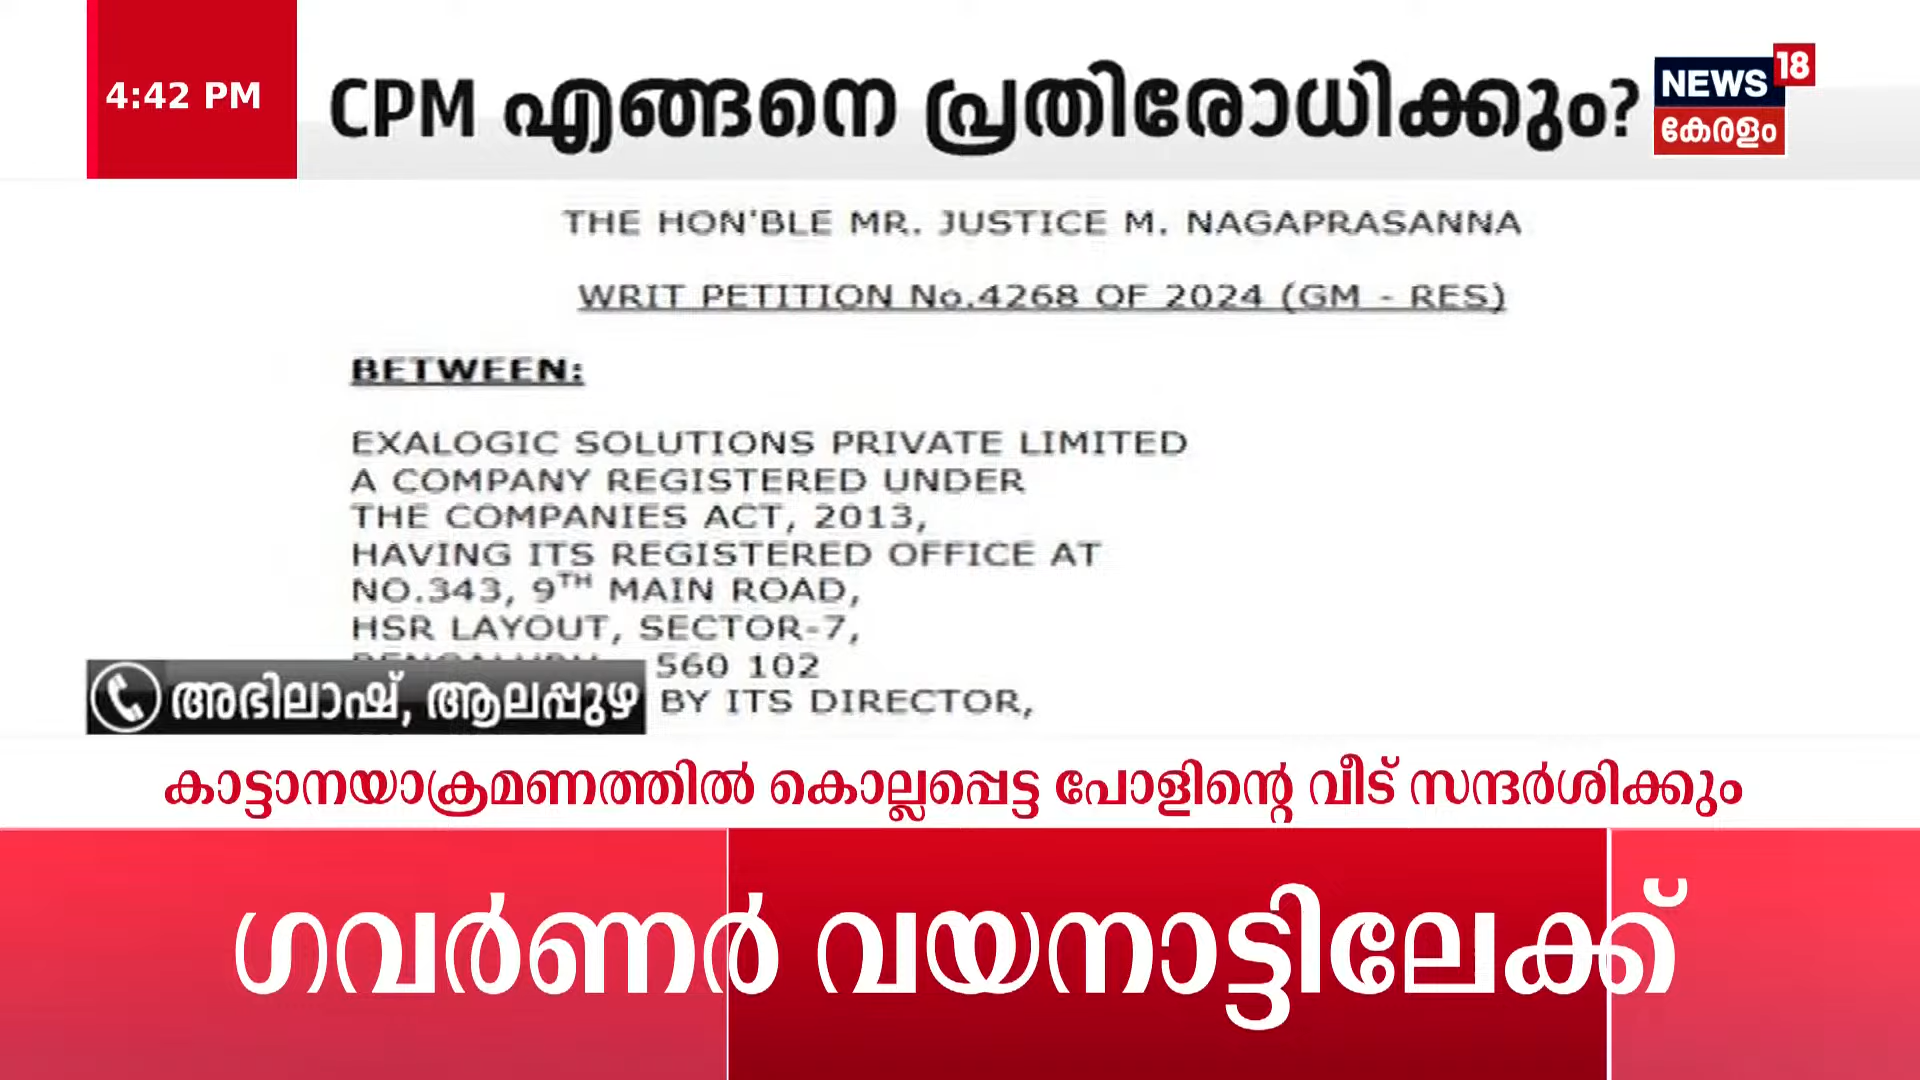 4:42 PM
CPM എങ്ങനെ പ്രതിരോധിക്കും?
NEWS 18
കേരളം
THE HON'BLE MR. JUSTICE M. NAGAPRASANNA
WRIT PETITION No.4268 OF 2024 (GM - RES)
BETWEEN:
EXALOGIC SOLUTIONS PRIVATE LIMITED
A COMPANY REGISTERED UNDER
THE COMPANIES ACT, 2013,
HAVING ITS REGISTERED OFFICE AT
NO.343, 9TH MAIN ROAD,
HSR LAYOUT, SECTOR-7,
560 102
BY ITS DIRECTOR,
അഭിലാഷ്, ആലപ്പുഴ
കാട്ടാനയാക്രമണത്തിൽ കൊല്ലപ്പെട്ട പോളിന്റെ വീട് സന്ദർശിക്കും
ഗവർണർ വയനാട്ടിലേക്ക്